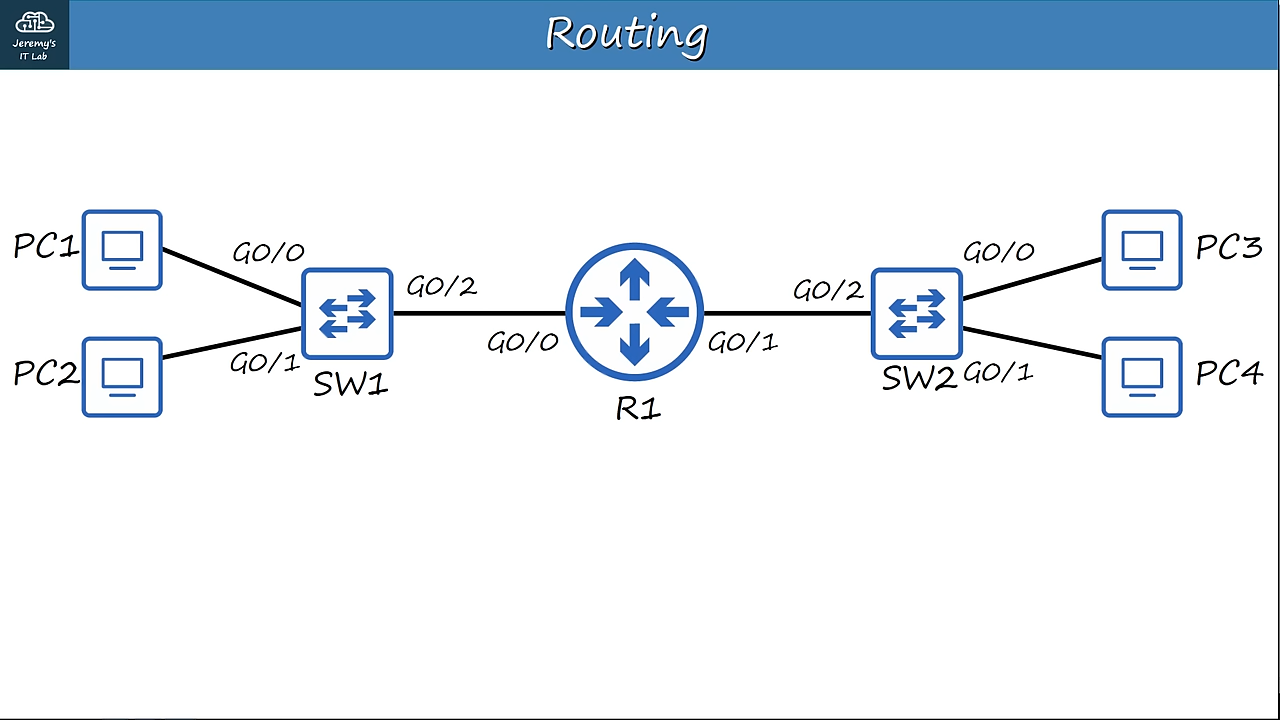 Jeremy's
IT Lab
Routing
PC1
G0/0
G0/2
G0/2
G0/0
PC3
G0/0
G0/1
PC2
G0/1
SW1
SW2
G0/1
PC4
R1